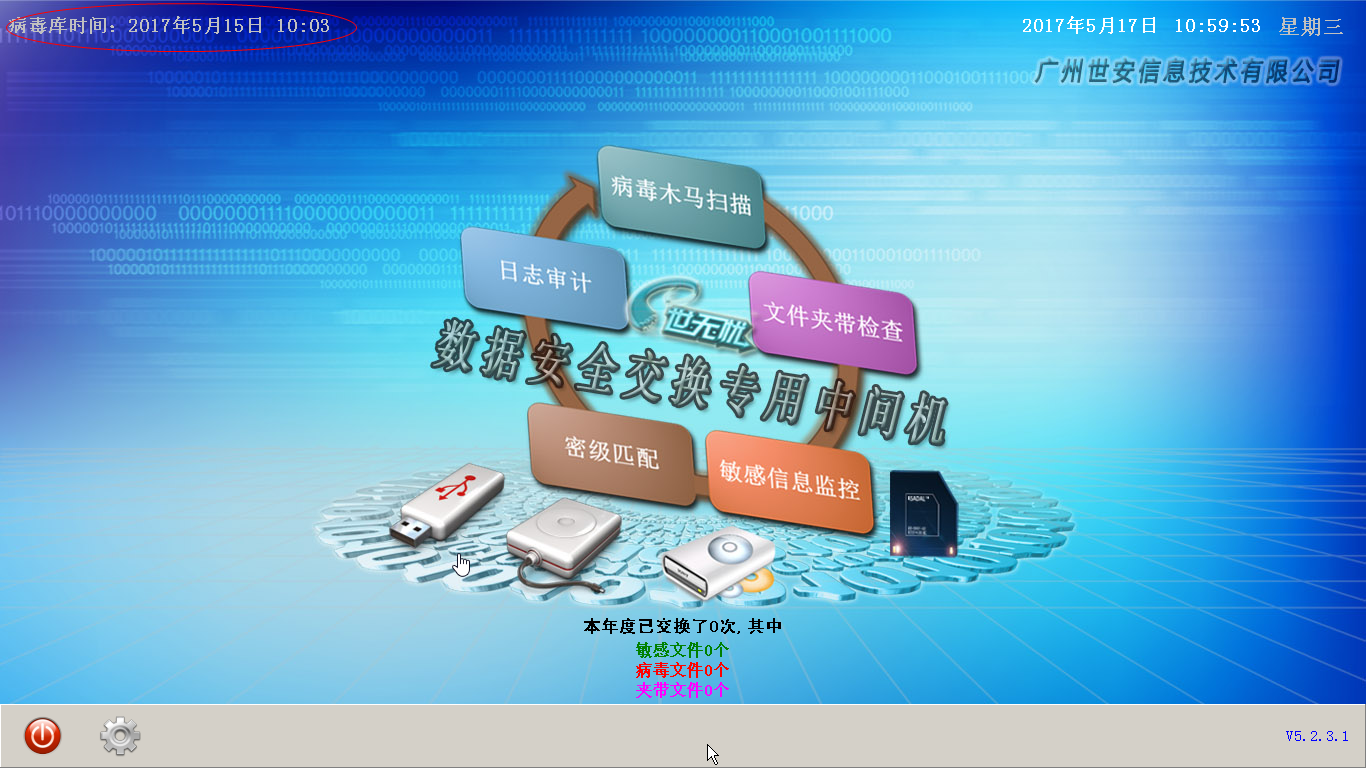 病毒库时间：2017年5月15日 10:03
2017年5月17日 10:59:53 星期三
广州世安信息技术有限公司
病毒木马扫描
日志审计
文件夹带检查
世无忧
数据安全交换专用中间机
密级匹配
敏感信息监控
本年度已交换了0次,其中
敏感文件0个
病毒文件0个
夹带文件0个
V5.2.3.1